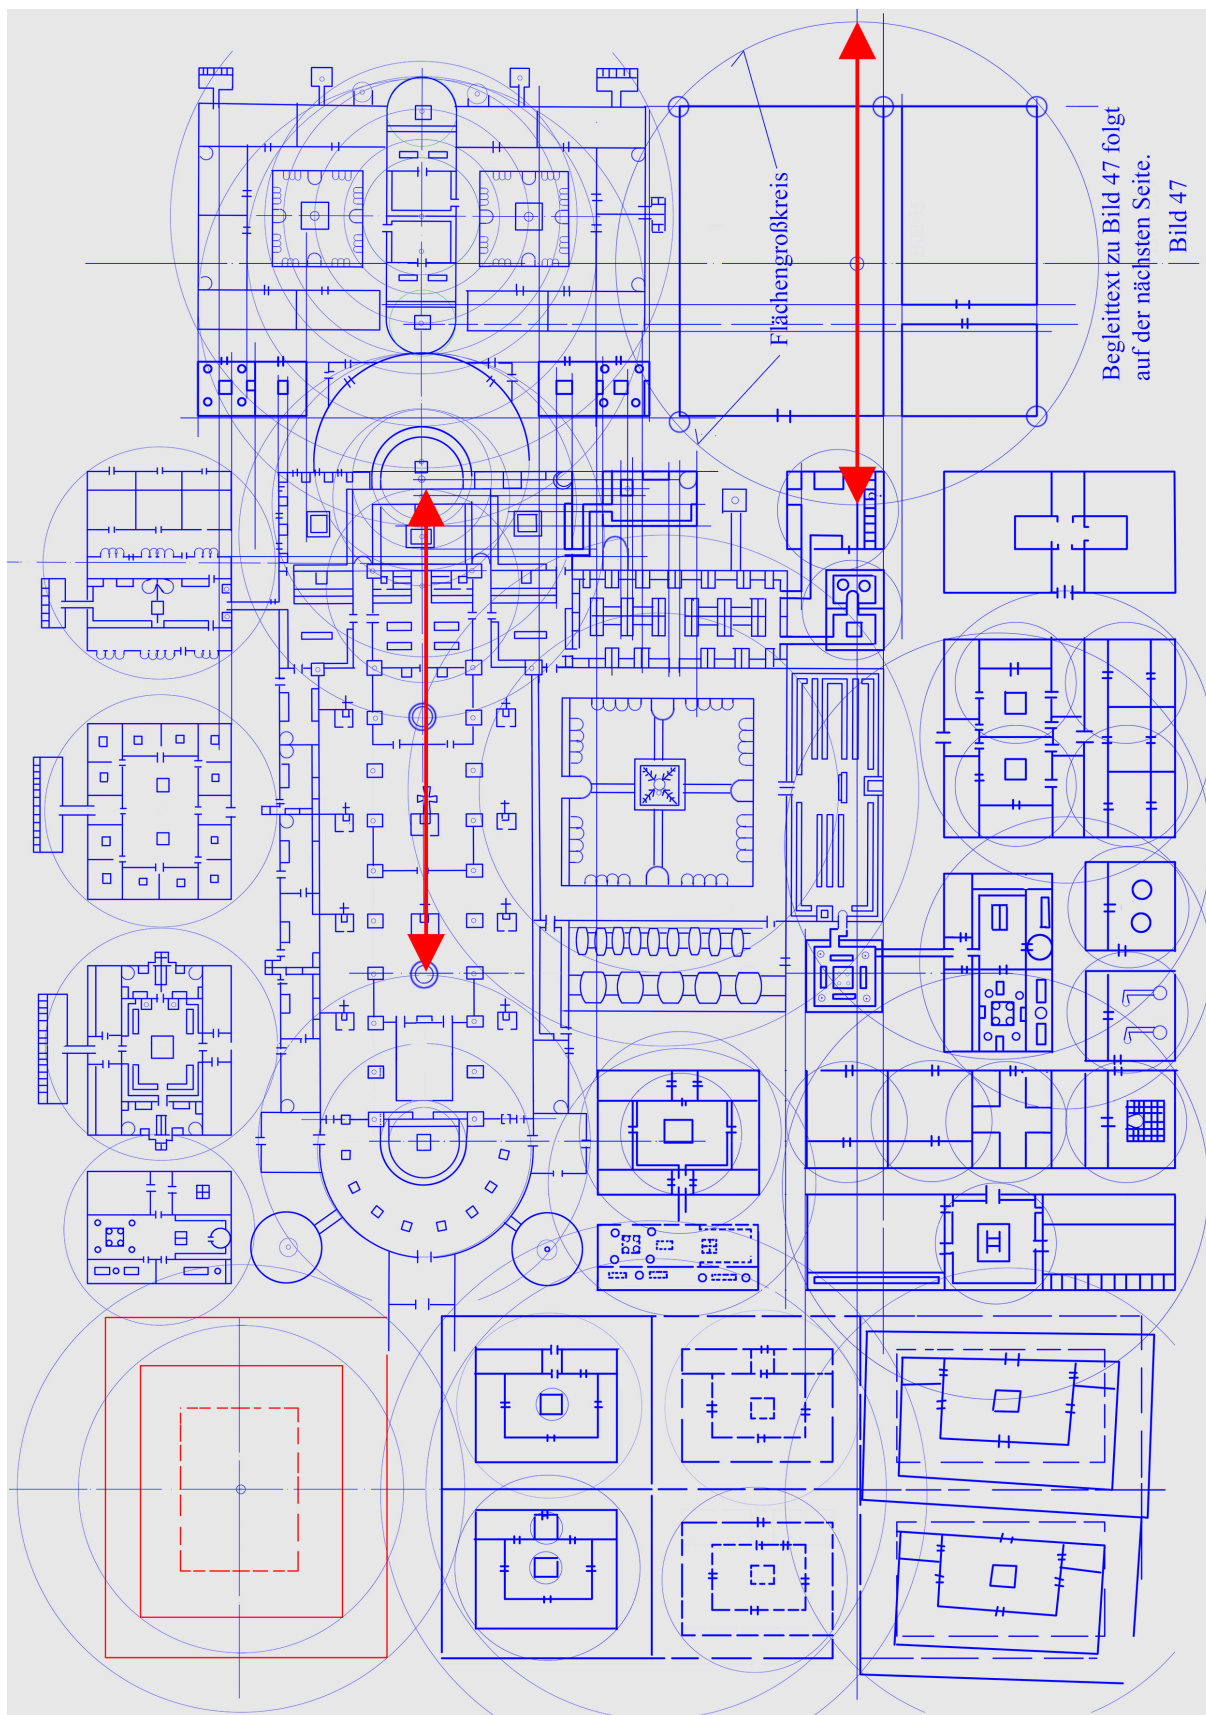 Flächengroßkreis
Begleittext zu Bild 47 folgt
auf der nächsten Seite.
Bild 47